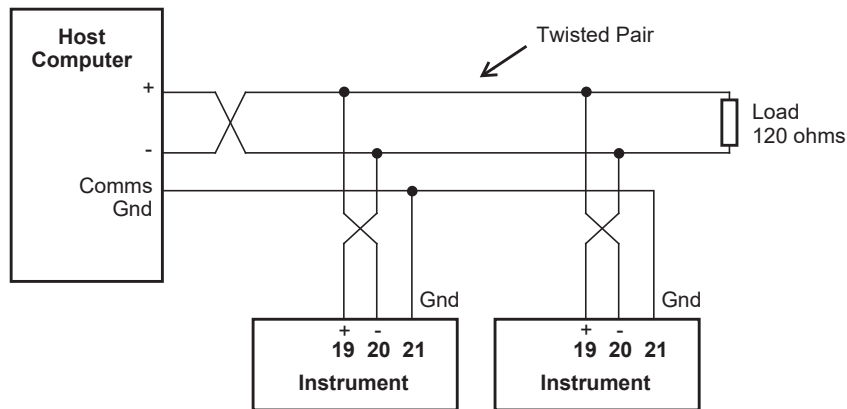 Host
Computer
Twisted Pair
+
-
Load
120 ohms
Comms
Gnd
Gnd
Gnd
+ -
19 20 21
Instrument
+ -
19 20 21
Instrument